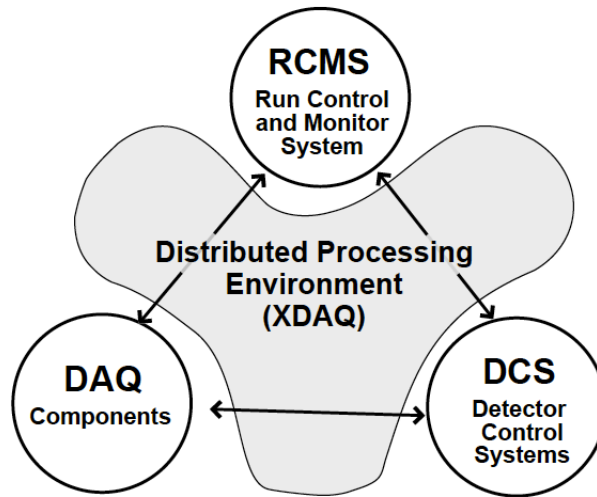 RCMS
Run Control
and Monitor
System
Distributed Processing
Environment
(XDAQ)
DAQ
Components
DCS
Detector
Control
Systems